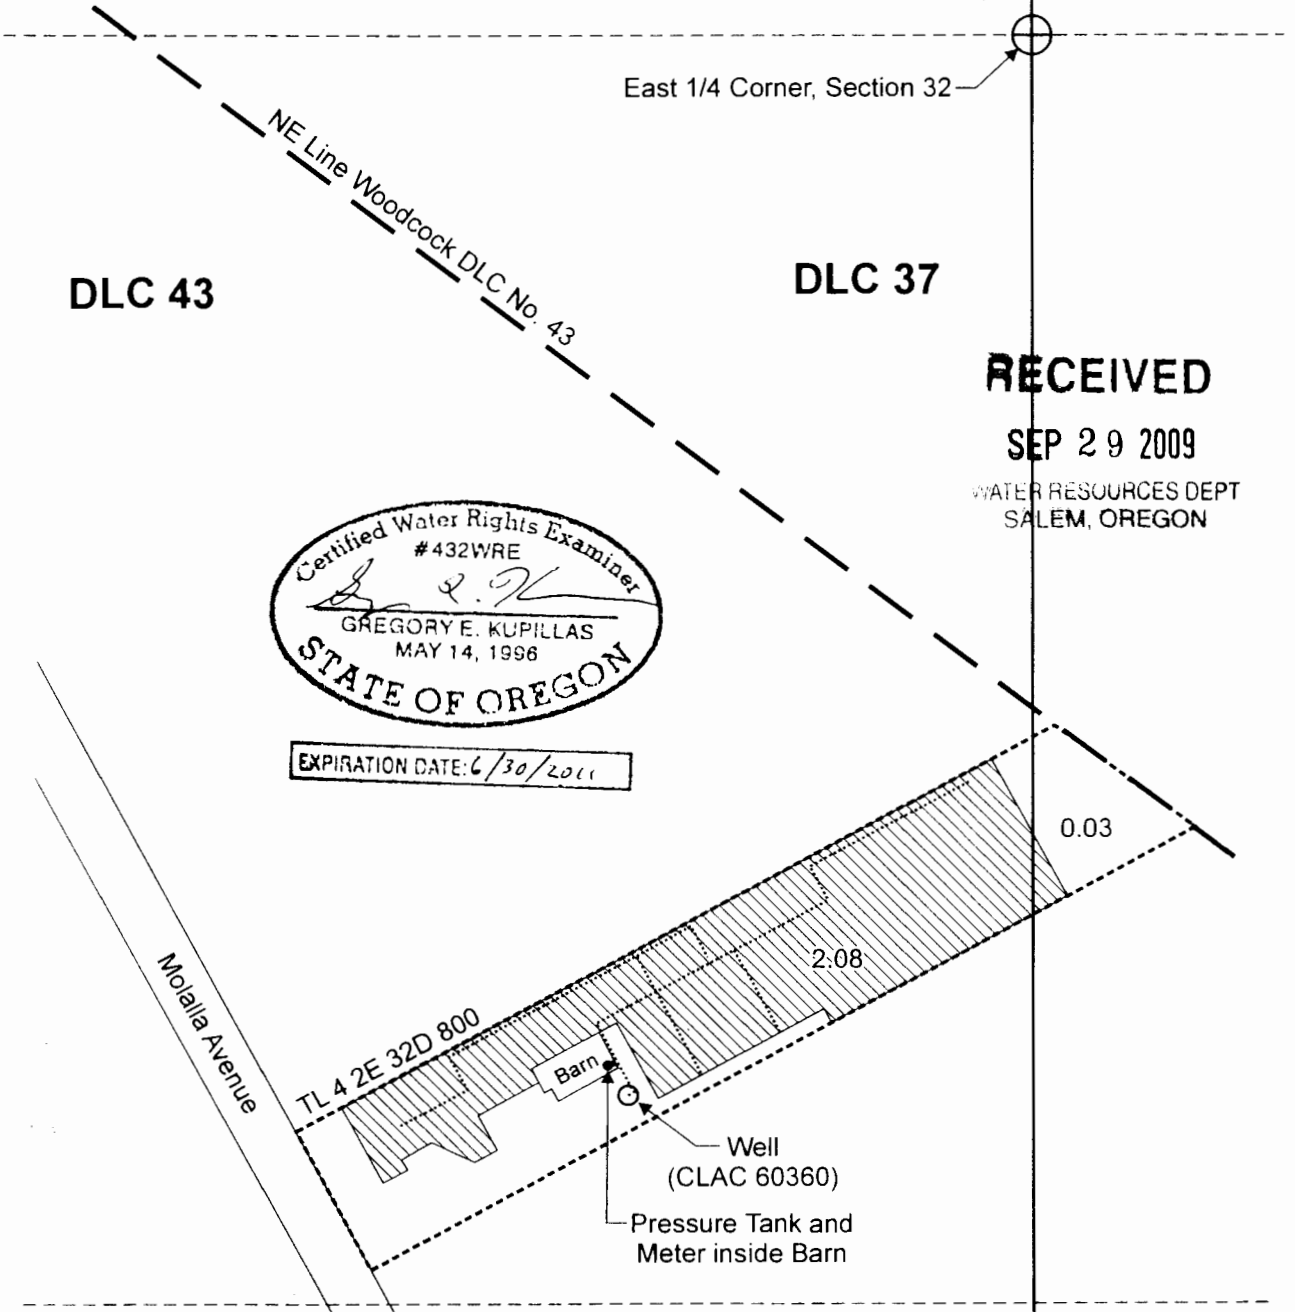 East 1/4 Corner, Section 32
NE Line Woodcock DLC No. 43
DLC 43
DLC 37
RECEIVED
SEP 29 2009
WATER RESOURCES DEPT
SALEM, OREGON
Certified Water Rights Examiner
#432WRE
GREGORY E. KUPILLAS
MAY 14, 1996
STATE OF OREGON
EXPIRATION DATE: 6/30/2011
0.03
2.08
Molalla Avenue
TL 4 2E 32D 800
Barn
Well
(CLAC 60360)
Pressure Tank and
Meter inside Barn